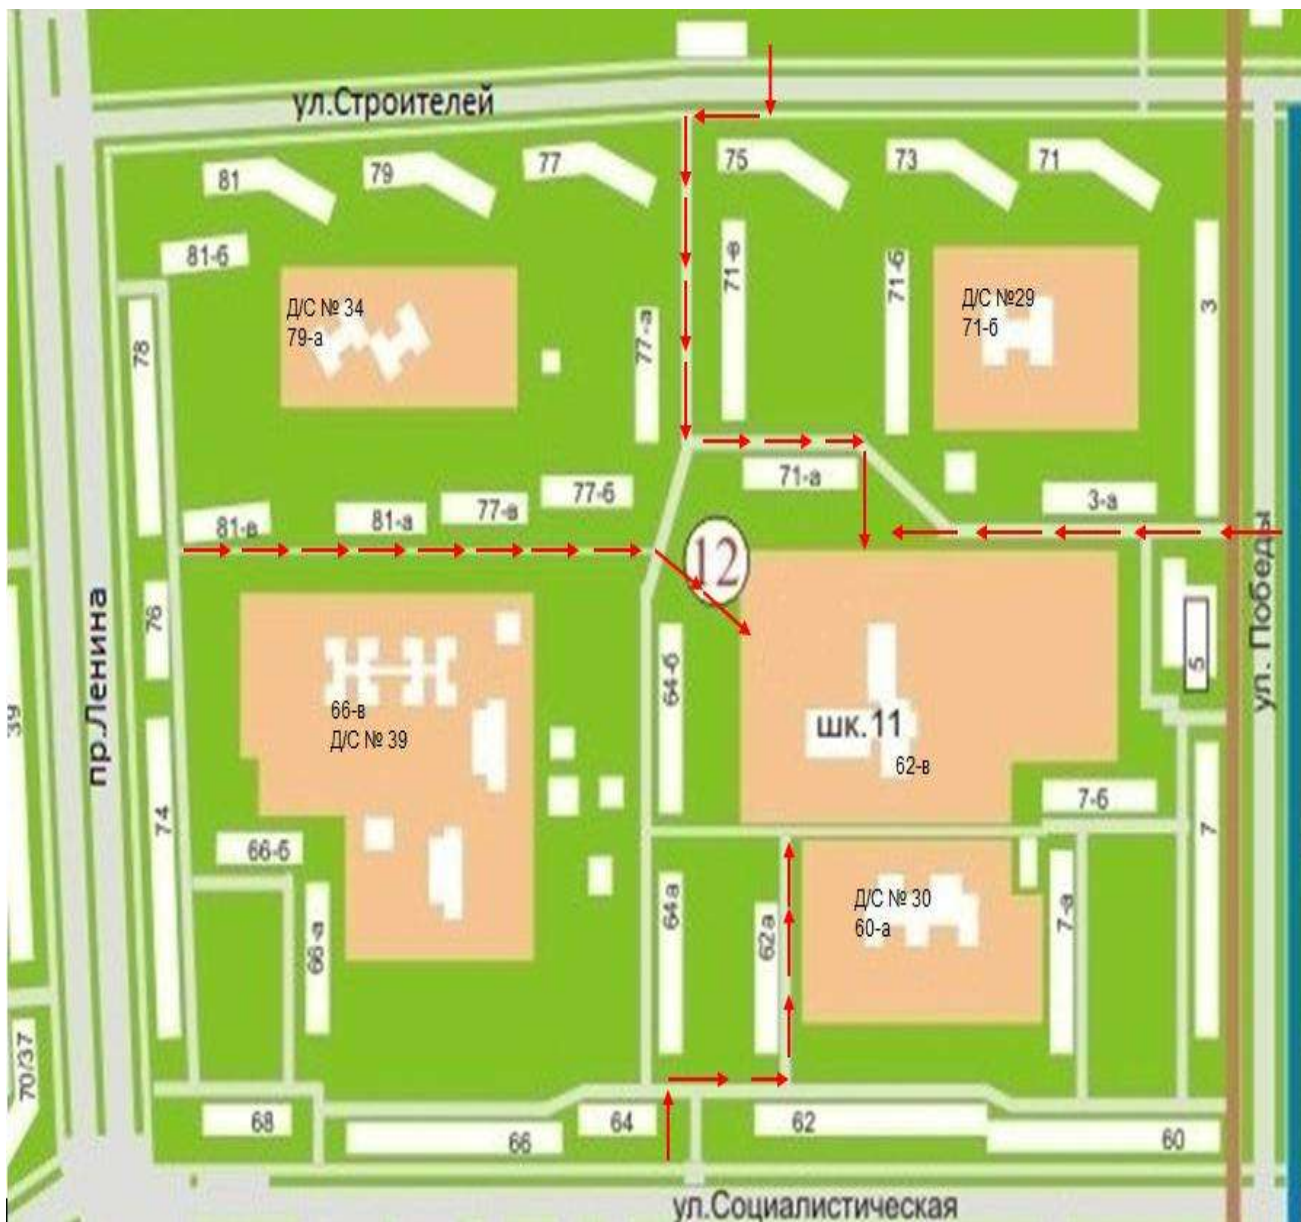 ул.Строителей
81
79
77
75
73
71
81-б
71-в
71-б
3
Д/С № 34
79-а
Д/С №29
71-б
78
77-а
71-а
3-а
77-б
77-в
81-а
81-в
12
76
64-б
5
ул. Победы
пр.Ленина
39
66-в
Д/С № 39
шк.11
62-в
7-б
7
74
66-б
66-а
64а
62а
Д/С № 30
60-а
7-а
70/37
68
66
64
62
60
ул.Социалистическая